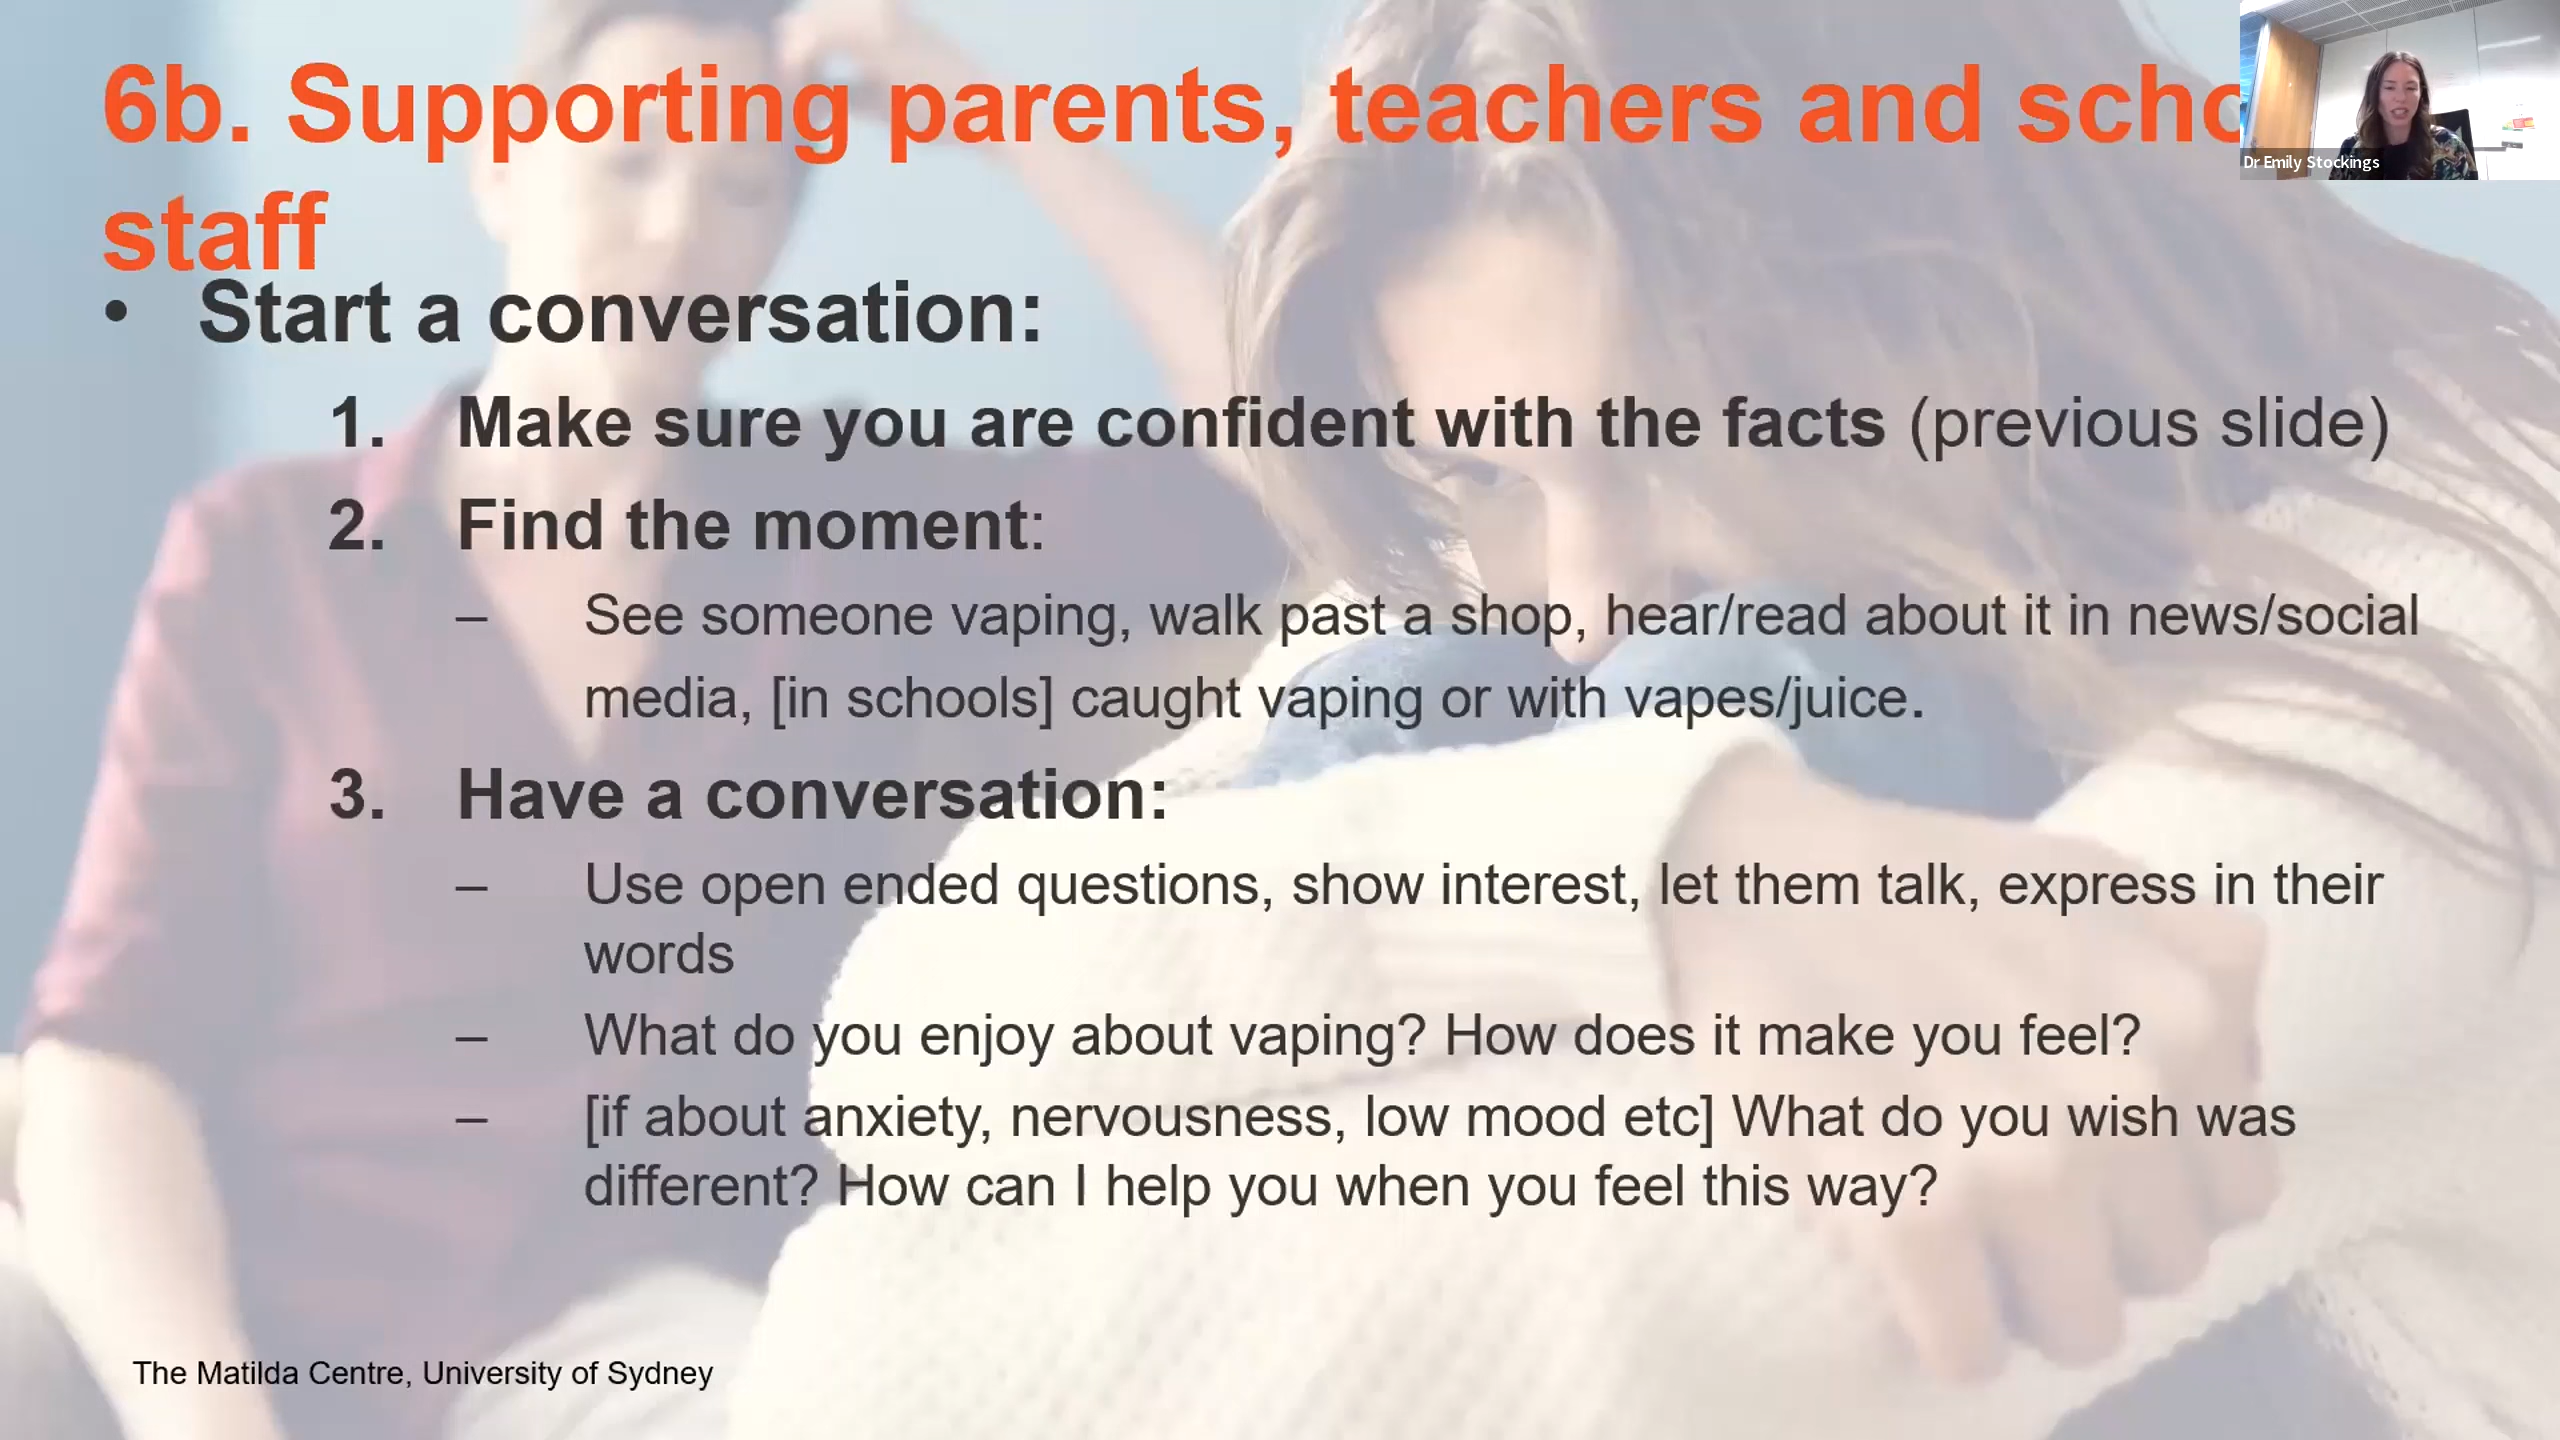 6b. Supporting parents, teachers and scho
staff
• Start a conversation:
1. Make sure you are confident with the facts (previous slide)
2. Find the moment:
– See someone vaping, walk past a shop, hear/read about it in news/social
media, [in schools] caught vaping or with vapes/juice.
3. Have a conversation:
– Use open ended questions, show interest, let them talk, express in their
words
– What do you enjoy about vaping? How does it make you feel?
– [if about anxiety, nervousness, low mood etc] What do you wish was
different? How can I help you when you feel this way?
The Matilda Centre, University of Sydney
Dr Emily Stockings